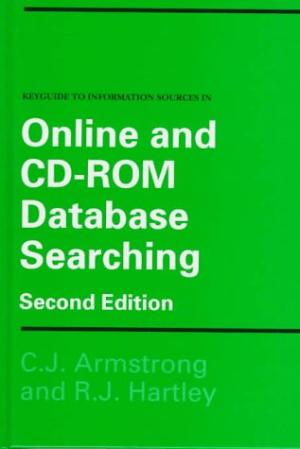 KEYGUIDE TO INFORMATION SOURCES IN
Online and
CD-ROM
Database
Searching
Second Edition
C.J. Armstrong
and R.J. Hartley